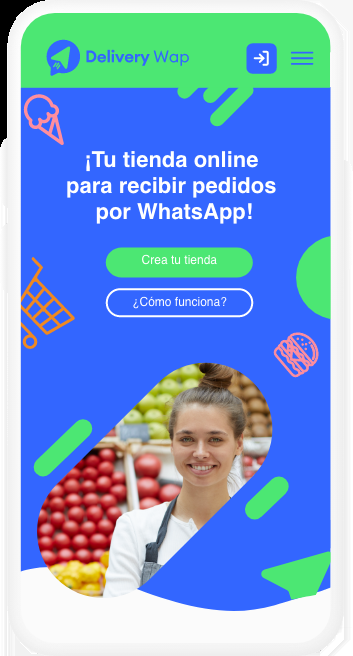 Delivery Wap
¡Tu tienda online
para recibir pedidos
por WhatsApp!
Crea tu tienda
¿Cómo funciona?